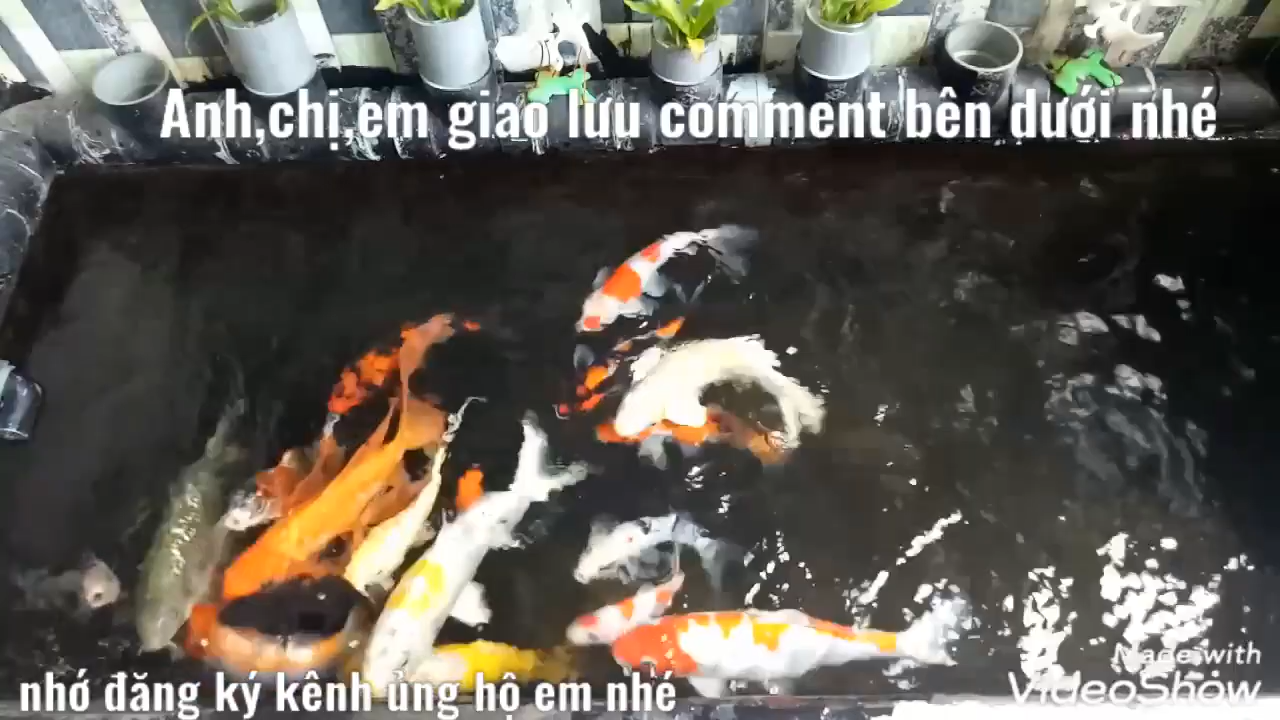 Anh,chị,em giao lưu comment bên dưới nhé
nhớ đăng ký kênh ủng hộ em nhé
Made with
VideoShow